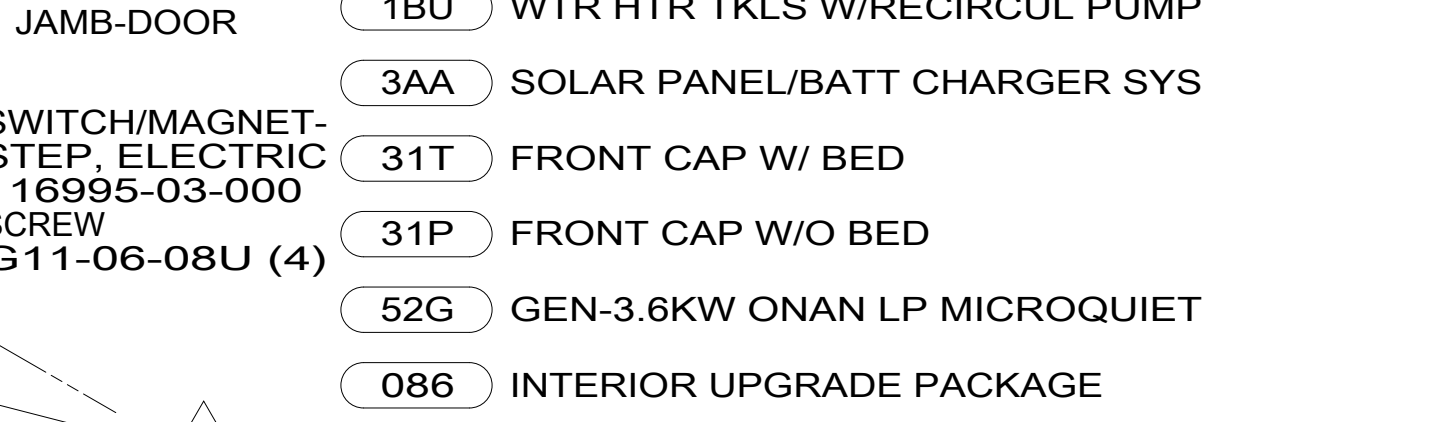 JAMB-DOOR
SWITCH/MAGNET-
STEP, ELECTRIC
16995-03-000
SCREW
G11-06-08U (4)
1BU WTR HTR TKLS W/RECIRCUL PUMP
3AA SOLAR PANEL/BATT CHARGER SYS
31T FRONT CAP W/ BED
31P FRONT CAP W/O BED
52G GEN-3.6KW ONAN LP MICROQUIET
086 INTERIOR UPGRADE PACKAGE